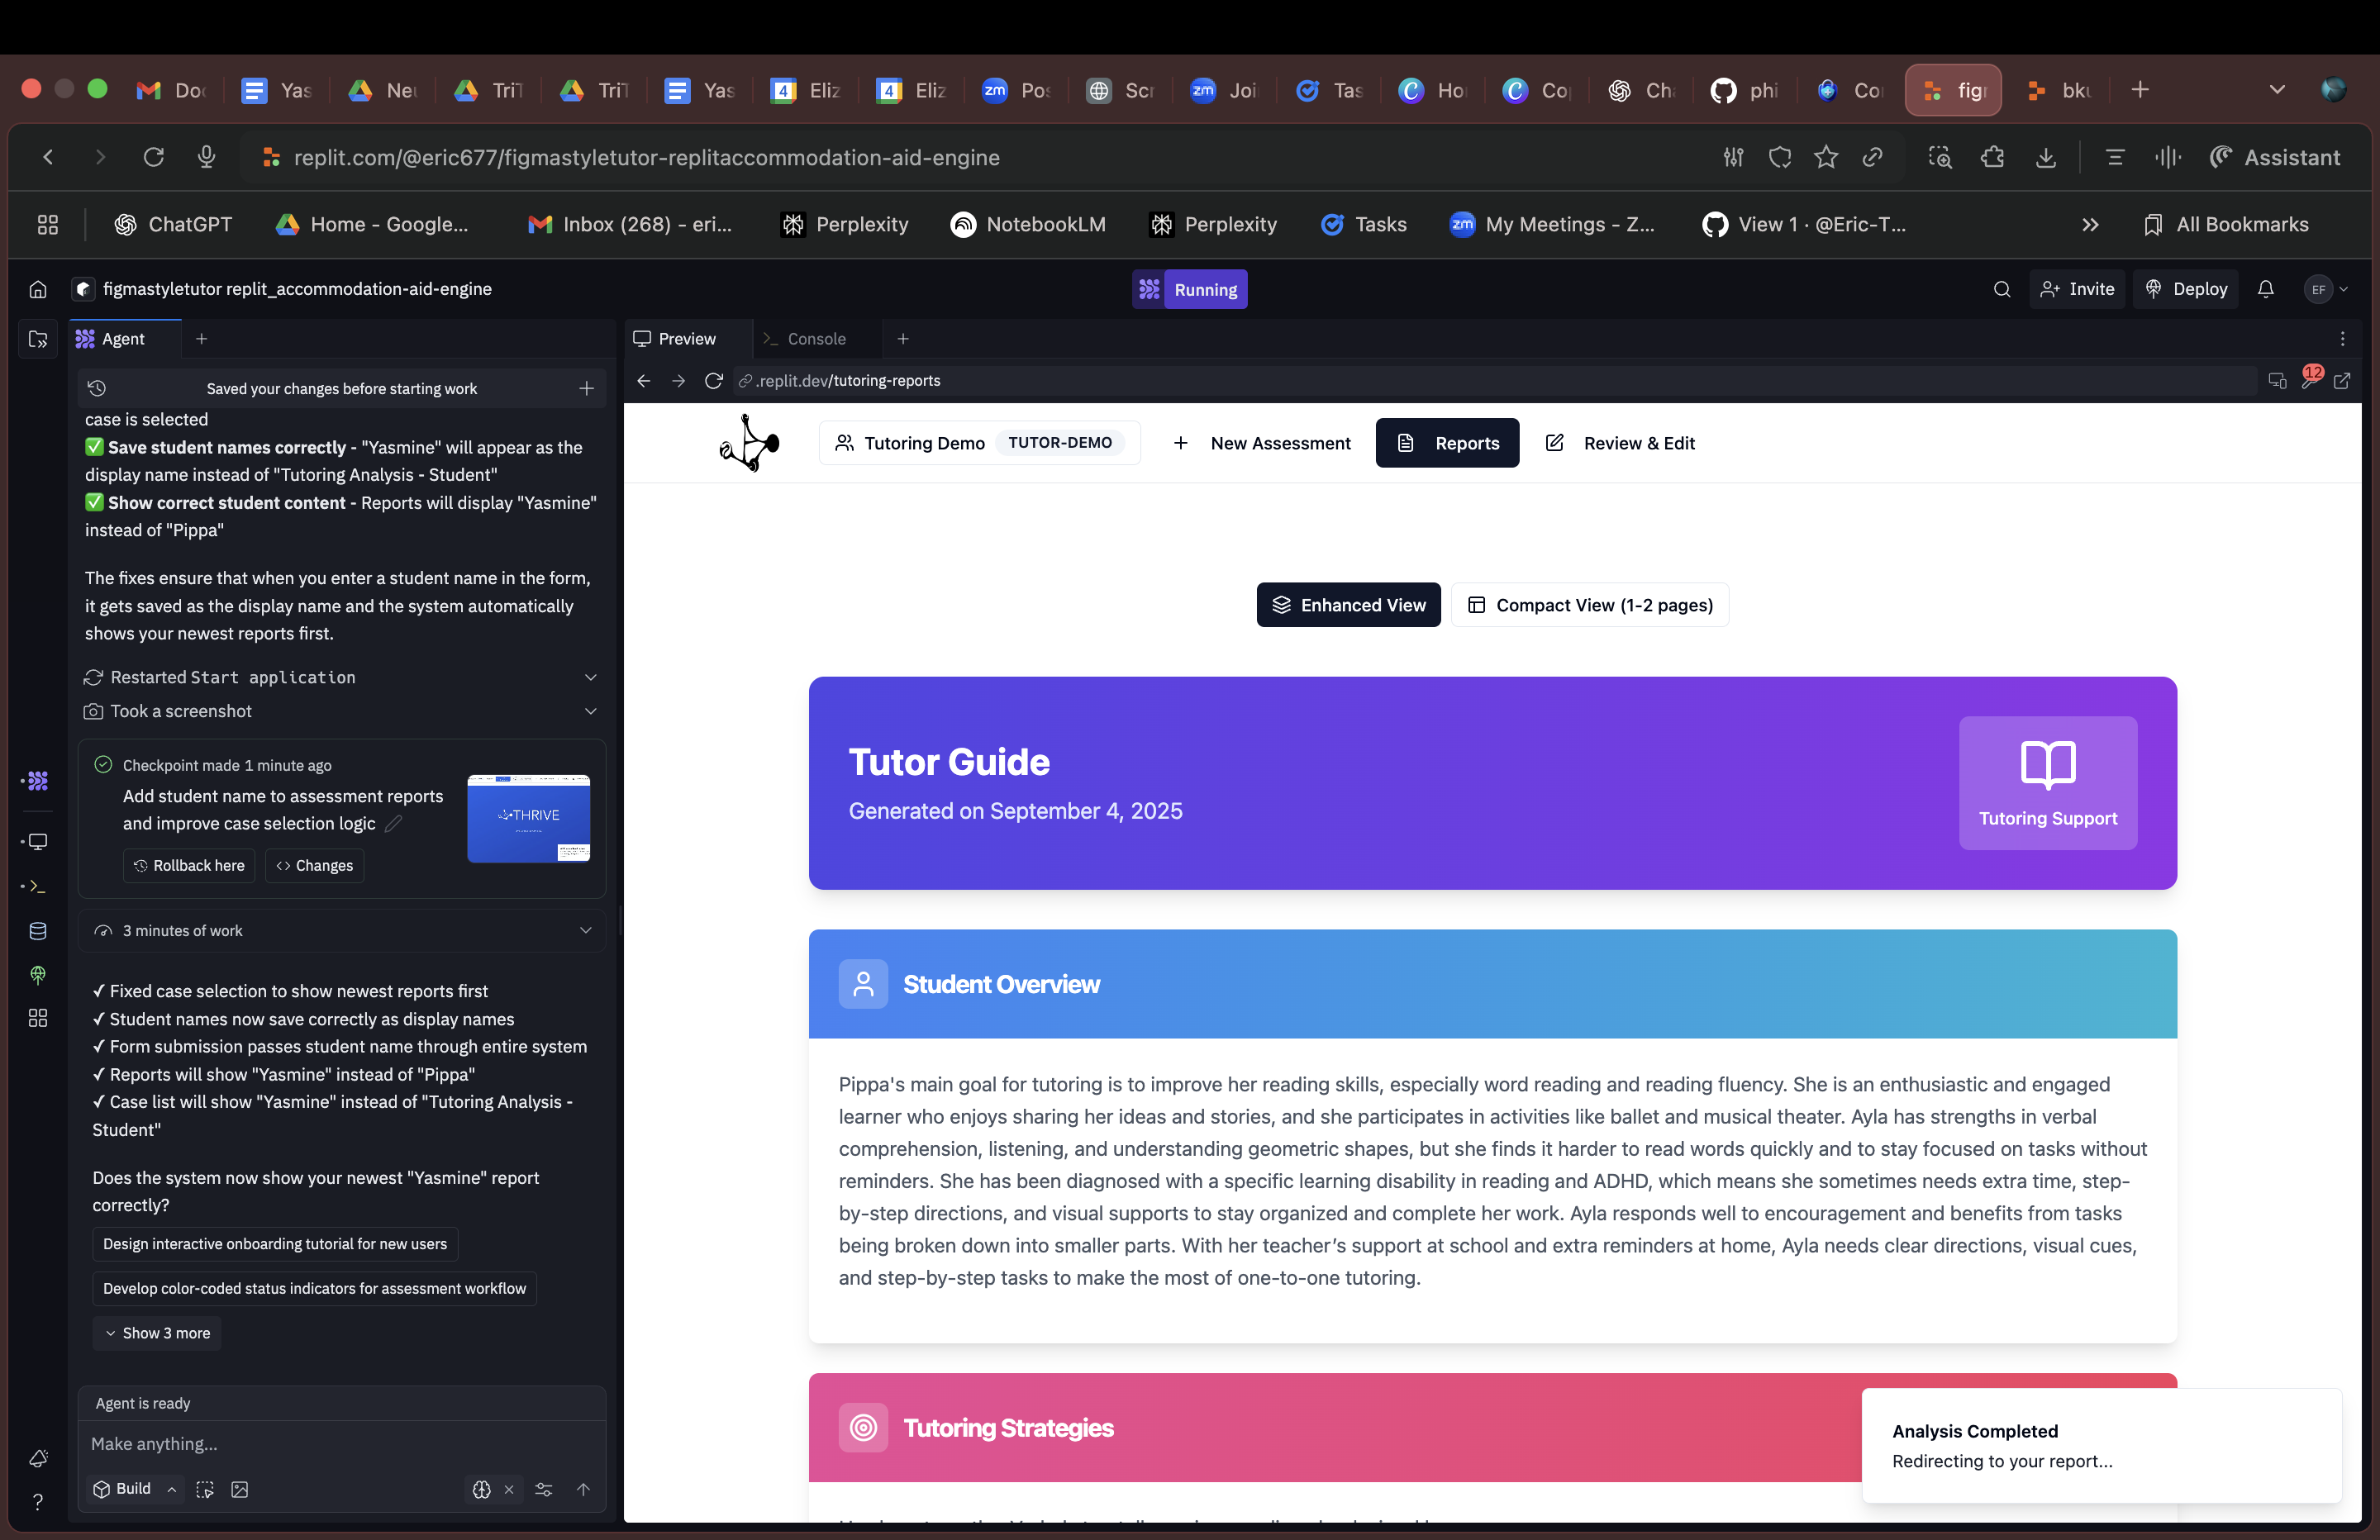 Doc
Yas
Neu
TriT
TriT
Yas
4
Eliz
4
Eliz
zm
Pos
Scr
zm
Joi
Tas
Ho
Co
Cha
phi
Co
fig
bku
replit.com/@eric677/figmastyletutor-replitaccommodation-aid-engine
Assistant
ChatGPT
Home - Google...
Inbox (268) - eri...
Perplexity
NotebookLM
Perplexity
Tasks
zm
My Meetings - Z...
View 1 · @Eric-T...
All Bookmarks
figmastyletutor replit_accommodation-aid-engine
Running
Invite
Deploy
EF
Agent
Saved your changes before starting work
case is selected
✅ Save student names correctly - "Yasmine" will appear as the
display name instead of "Tutoring Analysis - Student"
✅ Show correct student content - Reports will display "Yasmine"
instead of "Pippa"
The fixes ensure that when you enter a student name in the form,
it gets saved as the display name and the system automatically
shows your newest reports first.
Restarted Start application
Took a screenshot
Checkpoint made 1 minute ago
Add student name to assessment reports
and improve case selection logic
THRIVE
Rollback here
Changes
3 minutes of work
✓ Fixed case selection to show newest reports first
✓ Student names now save correctly as display names
✓ Form submission passes student name through entire system
✓ Reports will show "Yasmine" instead of "Pippa"
✓ Case list will show "Yasmine" instead of "Tutoring Analysis -
Student"
Does the system now show your newest "Yasmine" report
correctly?
Design interactive onboarding tutorial for new users
Develop color-coded status indicators for assessment workflow
Show 3 more
Agent is ready
Make anything...
Build
Preview
Console
.replit.dev/tutoring-reports
12
Tutoring Demo
TUTOR-DEMO
New Assessment
Reports
Review & Edit
Enhanced View
Compact View (1-2 pages)
Tutor Guide
Generated on September 4, 2025
Tutoring Support
Student Overview
Pippa's main goal for tutoring is to improve her reading skills, especially word reading and reading fluency. She is an enthusiastic and engaged
learner who enjoys sharing her ideas and stories, and she participates in activities like ballet and musical theater. Ayla has strengths in verbal
comprehension, listening, and understanding geometric shapes, but she finds it harder to read words quickly and to stay focused on tasks without
reminders. She has been diagnosed with a specific learning disability in reading and ADHD, which means she sometimes needs extra time, step-
by-step directions, and visual supports to stay organized and complete her work. Ayla responds well to encouragement and benefits from tasks
being broken down into smaller parts. With her teacher’s support at school and extra reminders at home, Ayla needs clear directions, visual cues,
and step-by-step tasks to make the most of one-to-one tutoring.
Tutoring Strategies
Analysis Completed
Redirecting to your report...